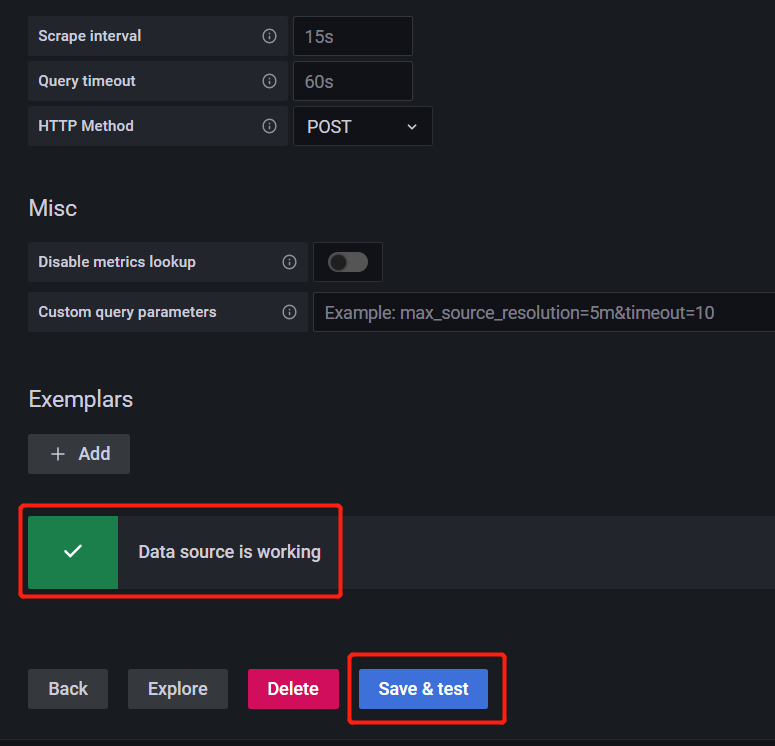 Scrape interval 15s
Query timeout 60s
HTTP Method POST
Misc
Disable metrics lookup
Custom query parameters Example: max_source_resolution=5m&timeout=10
Exemplars
+ Add
Data source is working
Back Explore Delete Save & test